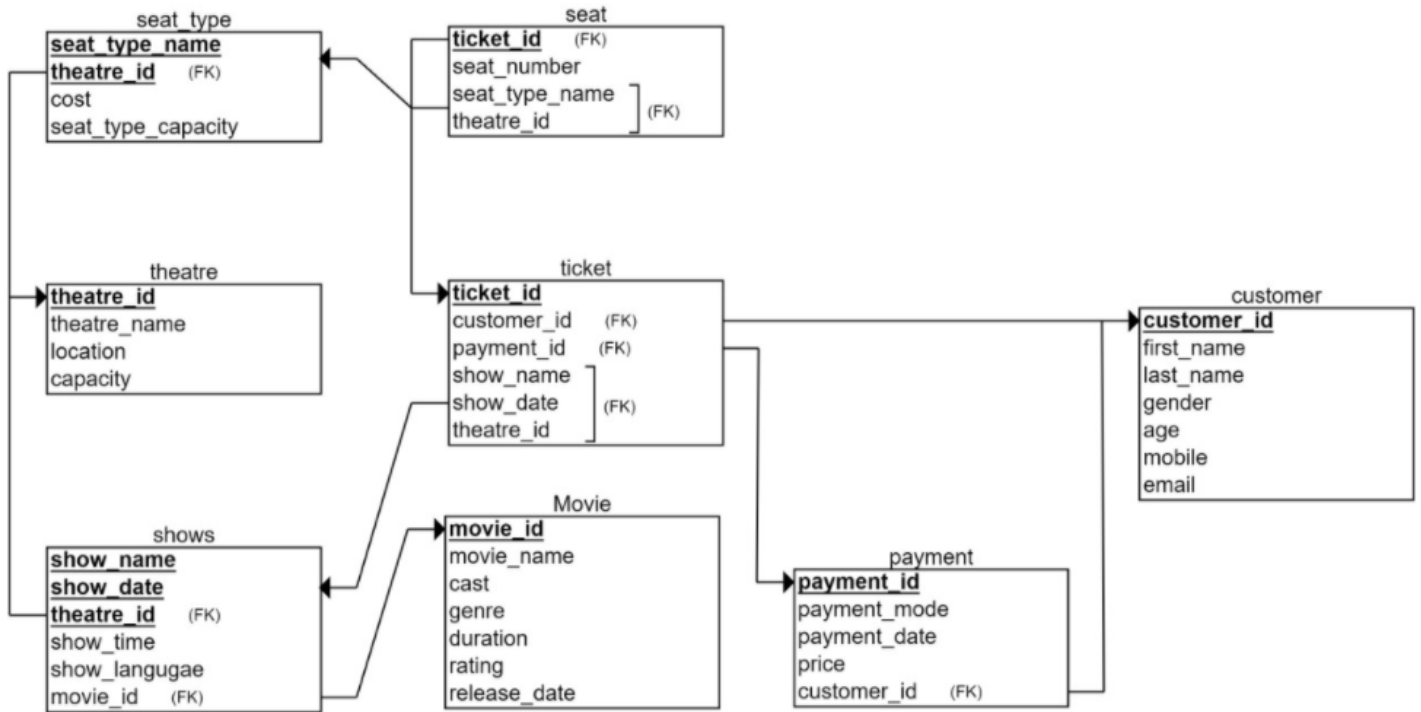 seat_type
seat_type_name
theatre_id (FK)
cost
seat_type_capacity
seat
ticket_id (FK)
seat_number
seat_type_name
theatre_id
(FK)
theatre
theatre_id
theatre_name
location
capacity
ticket
ticket_id
customer_id (FK)
payment_id (FK)
show_name
show_date
theatre_id
(FK)
customer
customer_id
first_name
last_name
gender
age
mobile
email
shows
show_name
show_date
theatre_id (FK)
show_time
show_langugae
movie_id (FK)
Movie
movie_id
movie_name
cast
genre
duration
rating
release_date
payment
payment_id
payment_mode
payment_date
price
customer_id (FK)